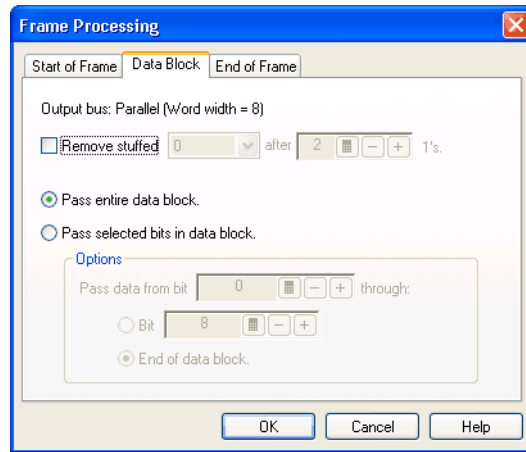 Frame Processing
Start of Frame Data Block End of Frame
Output bus: Parallel (Word width = 8)
Remove stuffed 0 after 2 1's.
Pass entire data block.
Pass selected bits in data block.
Options
Pass data from bit 0 through:
Bit 8
End of data block.
OK Cancel Help